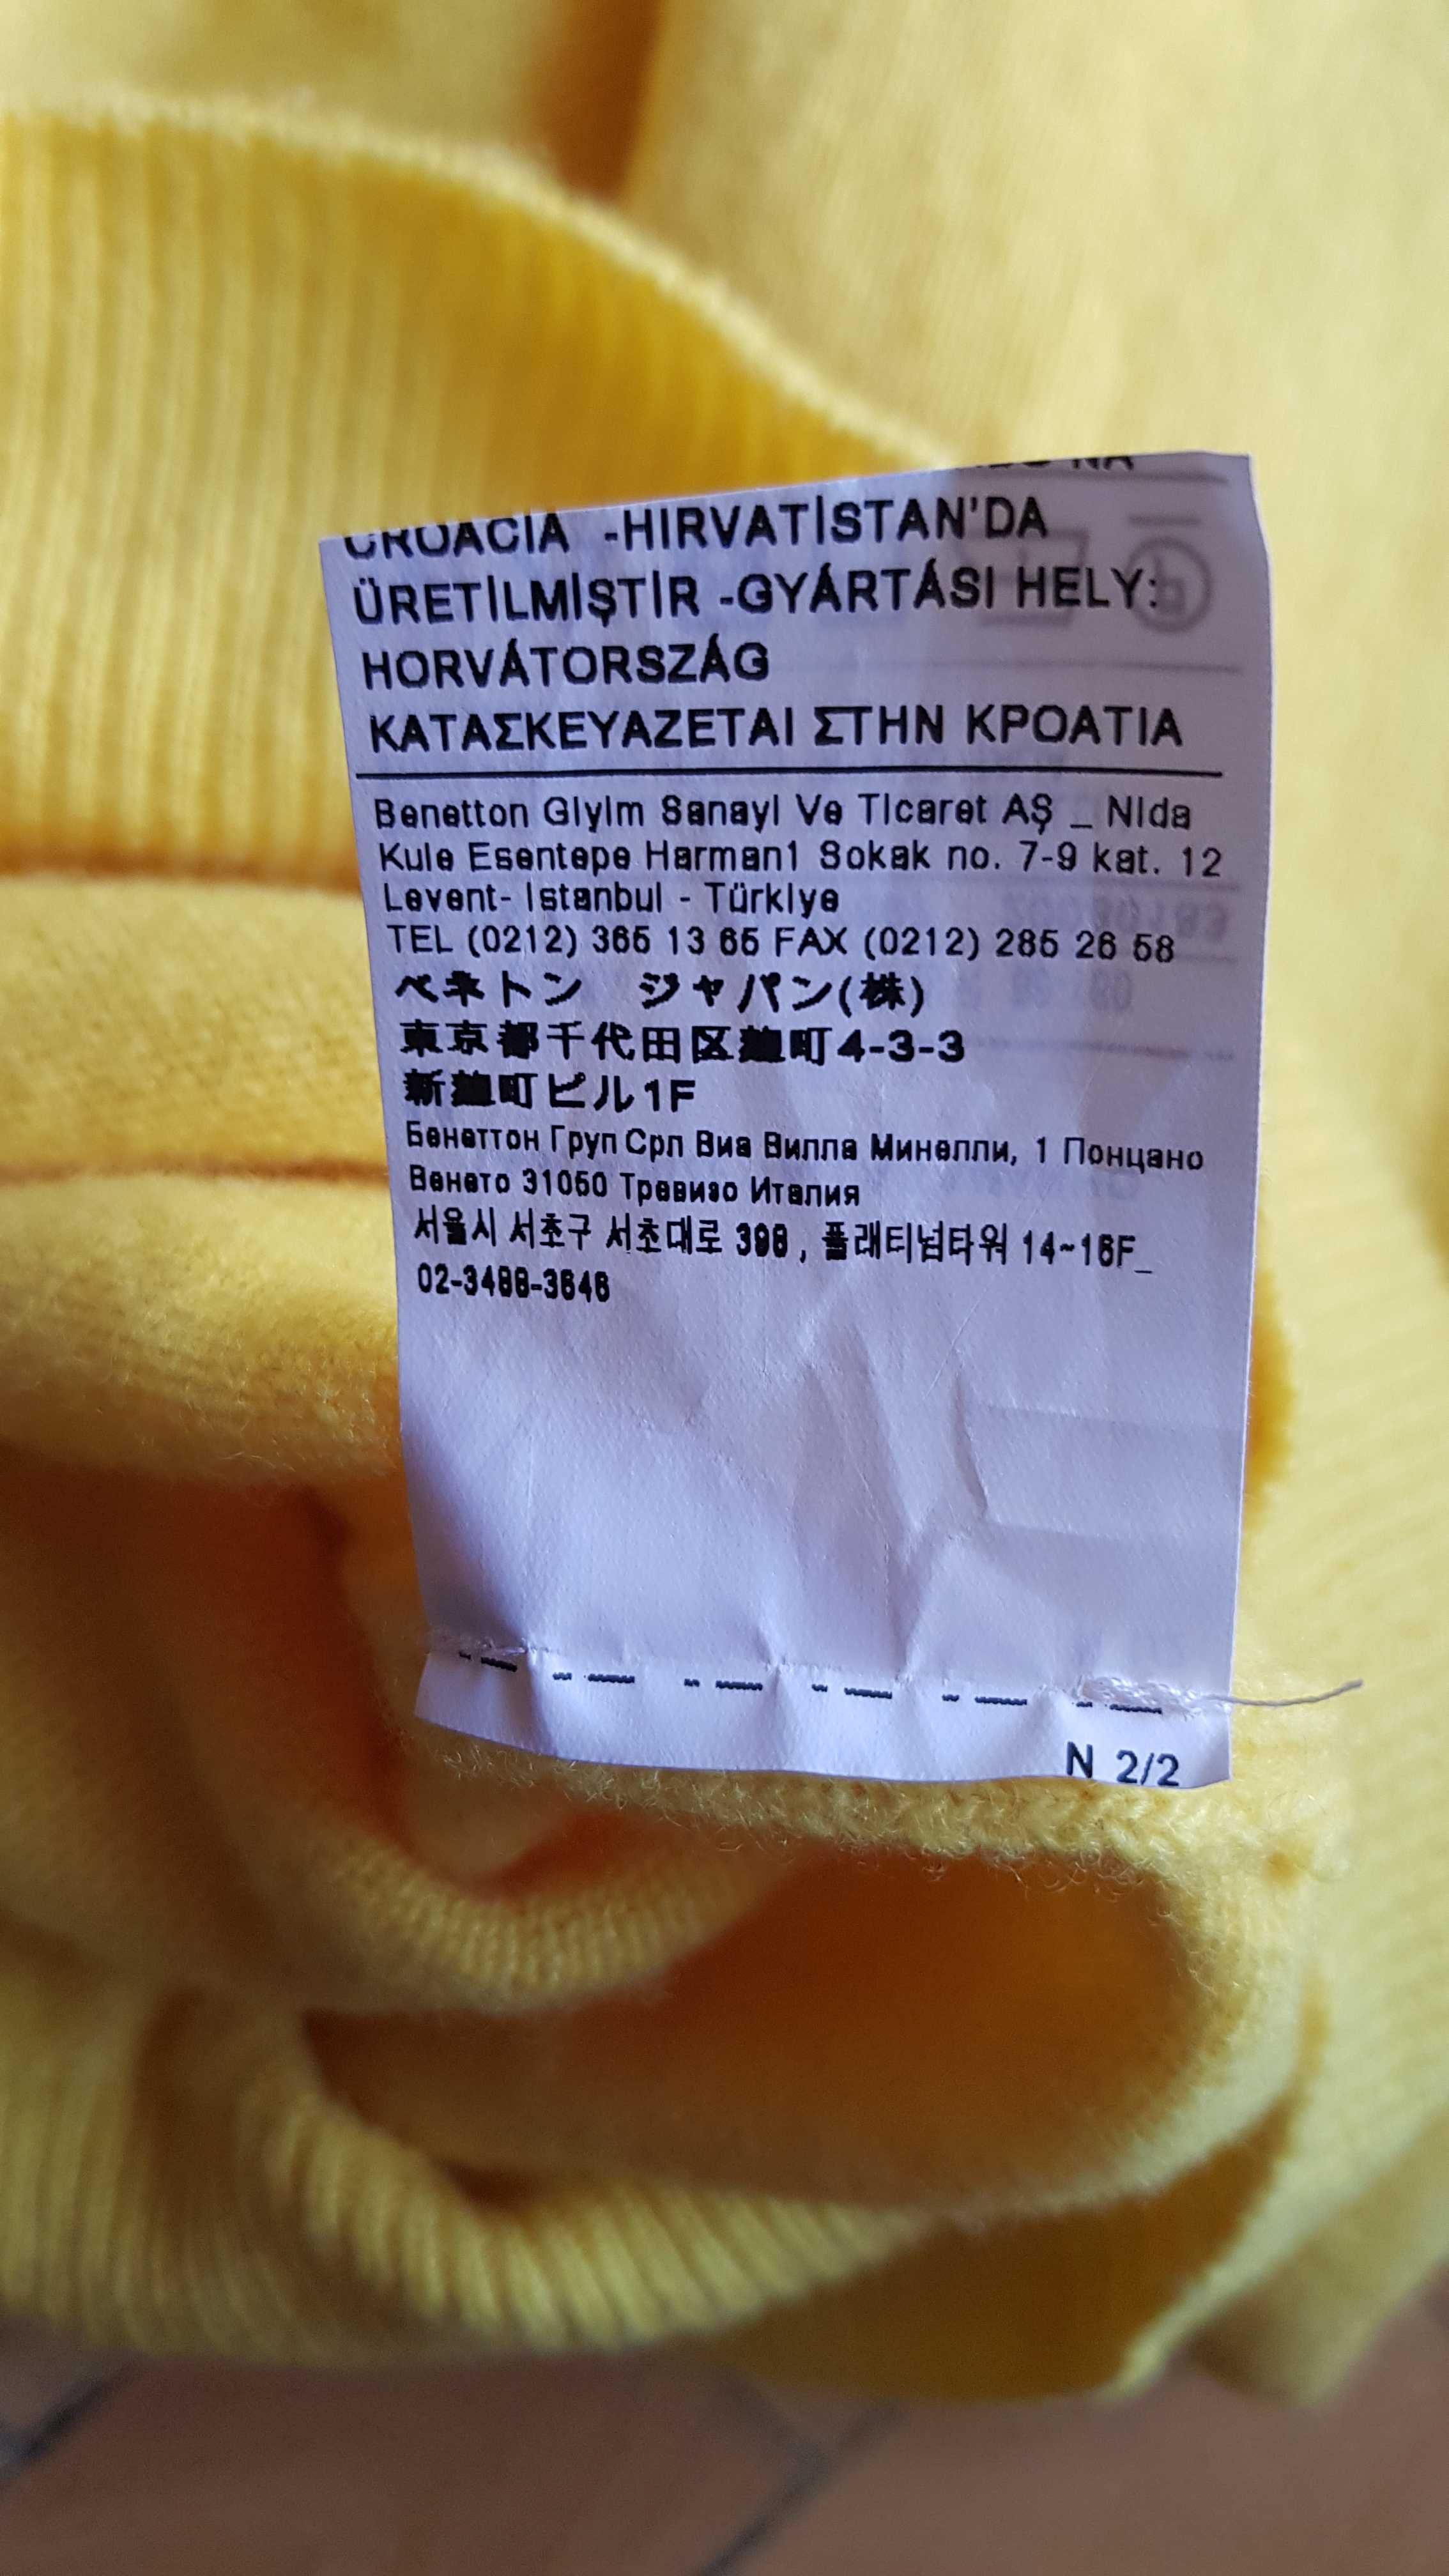 CROACIA -HIRVATİSTAN'DA
ÜRETİLMİŞTİR -GYÁRTÁSI HELY:
HORVÁTORSZÁG
ΚΑΤΑΣΚΕΥΑΖΕΤΑΙ ΣΤΗΝ ΚΡΟΑΤΙΑ
Benetton Giyim Sanayi Ve Ticaret AŞ _ Nida
Kule Esentepe Harman1 Sokak no. 7-9 kat. 12
Levent- Istanbul - Türkiye
TEL (0212) 365 13 65 FAX (0212) 285 26 58
ベネトン ジャパン(株)
東京都千代田区麹町4-3-3
新麹町ビル1F
Бенеттон Груп Срл Виа Вилла Минелли, 1 Понцано
Венето 31050 Тревизо Италия
서울시 서초구 서초대로 398 , 플래티넘타워 14~16F_
N 2/2